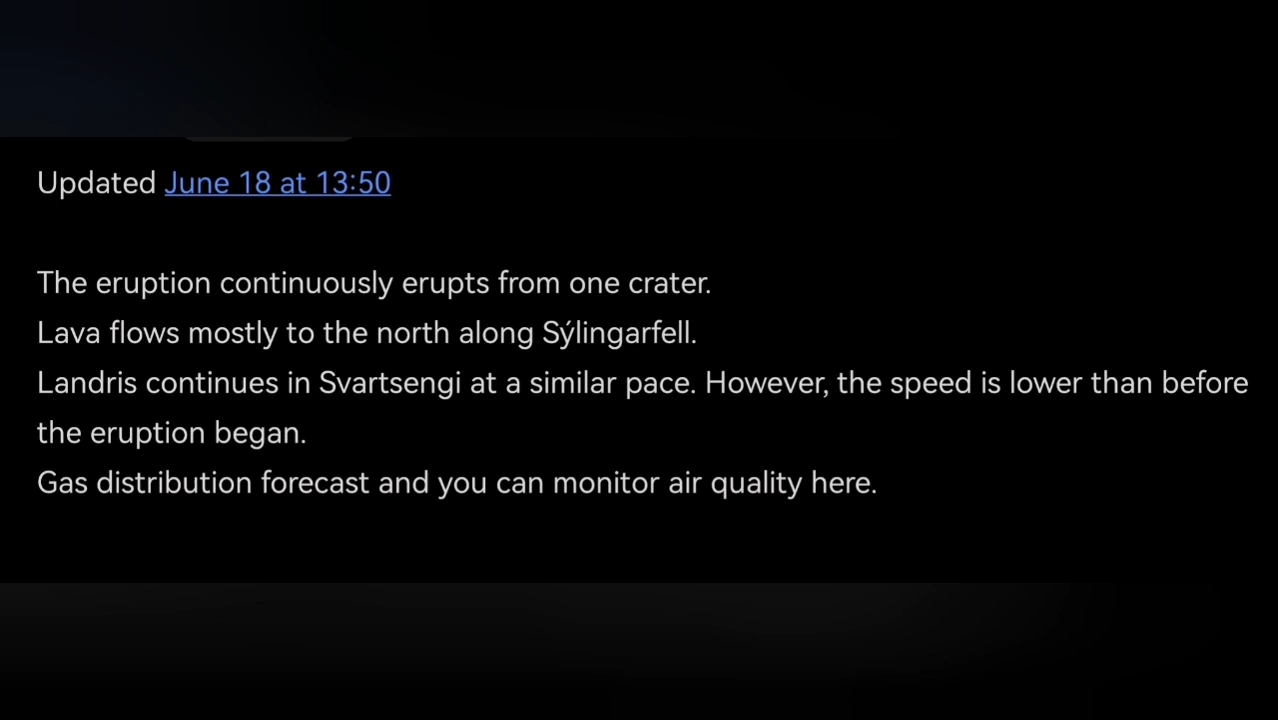 Updated June 18 at 13:50
The eruption continuously erupts from one crater.
Lava flows mostly to the north along Sýlingarfell.
Landris continues in Svartsengi at a similar pace. However, the speed is lower than before
the eruption began.
Gas distribution forecast and you can monitor air quality here.